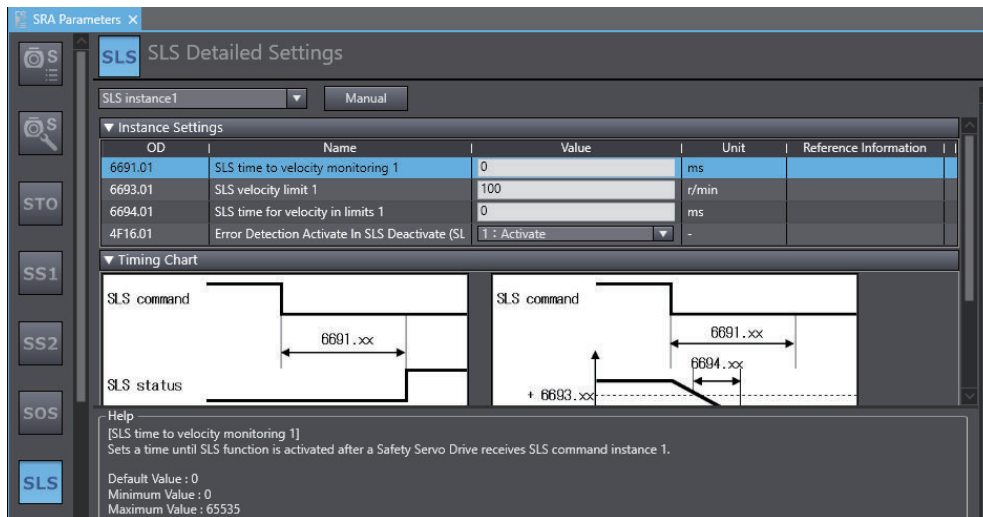 SRA Parameters ×
S
SLS SLS Detailed Settings
SLS instance1 ▼ Manual
S
▼ Instance Settings
OD Name Value Unit Reference Information
6691.01 SLS time to velocity monitoring 1 0 ms
6693.01 SLS velocity limit 1 100 r/min
6694.01 SLS time for velocity in limits 1 0 ms
4F16.01 Error Detection Activate In SLS Deactivate (SL 1 : Activate ▼ -
STO
▼ Timing Chart
SS1
SLS command
6691.xx
SLS status
SLS command
6691.xx
6694.xx
+ 6693.xx
SS2
SOS
SLS
Help
[SLS time to velocity monitoring 1]
Sets a time until SLS function is activated after a Safety Servo Drive receives SLS command instance 1.
Default Value : 0
Minimum Value : 0
Maximum Value : 65535